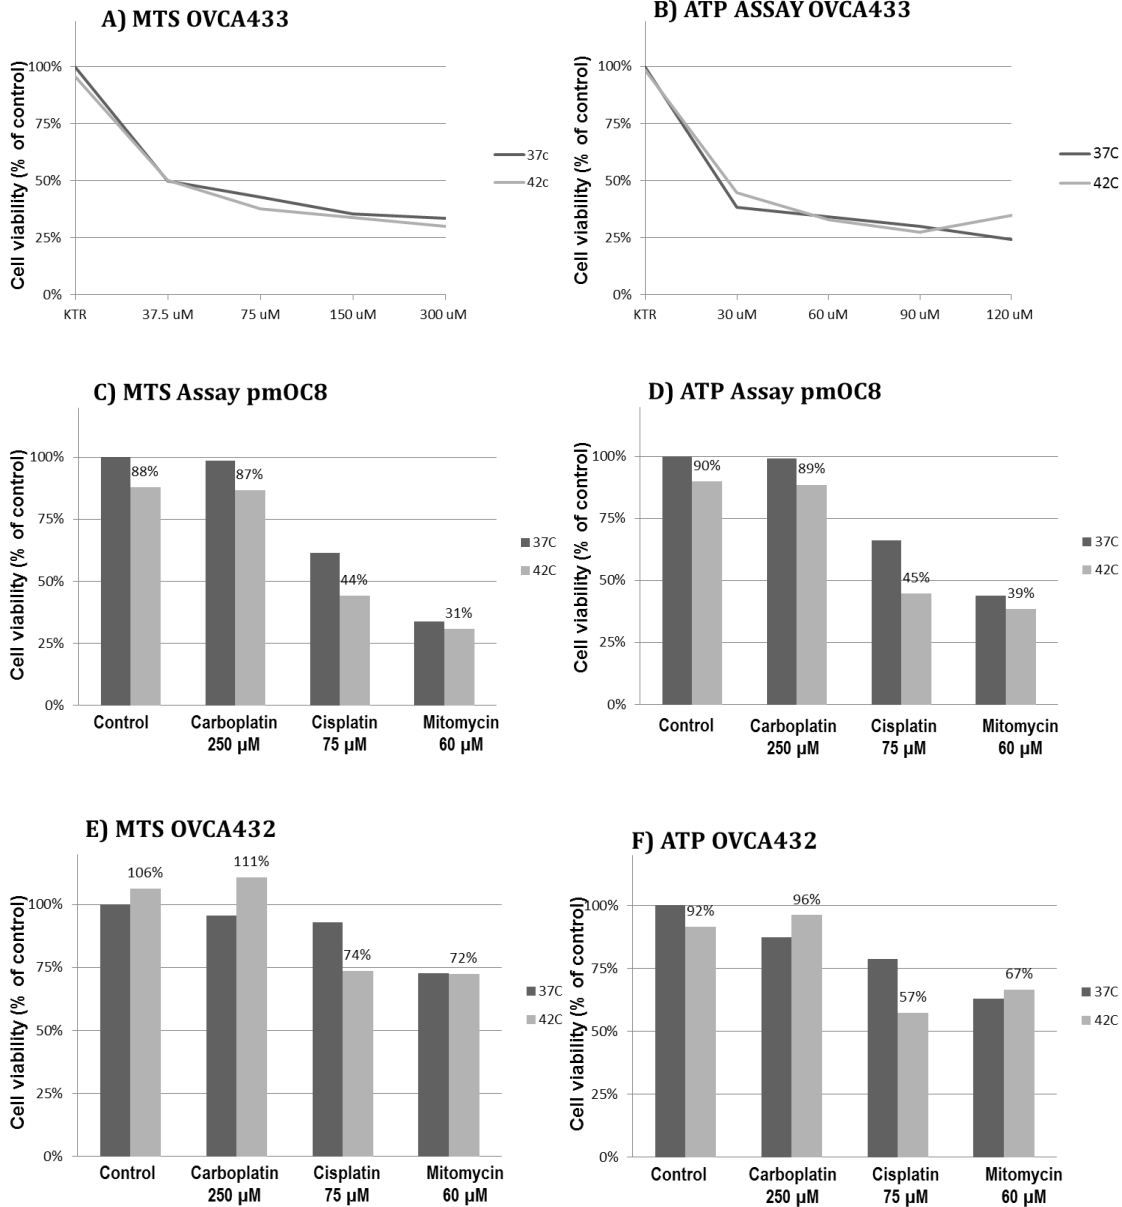 A) MTS OVCA433
Cell viability (% of control)
100%
75%
50%
25%
0%
KTR 37.5 uM 75 uM 150 uM 300 uM
37c
42c
B) ATP ASSAY OVCA433
Cell viability (% of control)
100%
75%
50%
25%
0%
KTR 30 uM 60 uM 90 uM 120 uM
37C
42C
C) MTS Assay pmOC8
Cell viability (% of control)
100%
75%
50%
25%
0%
88%
87%
44%
31%
Control Carboplatin Cisplatin Mitomycin
250 µM 75 µM 60 µM
37C
42C
D) ATP Assay pmOC8
Cell viability (% of control)
100%
75%
50%
25%
0%
90%
89%
45%
39%
Control Carboplatin Cisplatin Mitomycin
250 µM 75 µM 60 µM
37C
42C
E) MTS OVCA432
Cell viability (% of control)
100%
75%
50%
25%
0%
106%
111%
74%
72%
Control Carboplatin Cisplatin Mitomycin
250 µM 75 µM 60 µM
37C
42C
F) ATP OVCA432
Cell viability (% of control)
100%
75%
50%
25%
0%
92%
96%
57%
67%
Control Carboplatin Cisplatin Mitomycin
250 µM 75 µM 60 µM
37C
42C